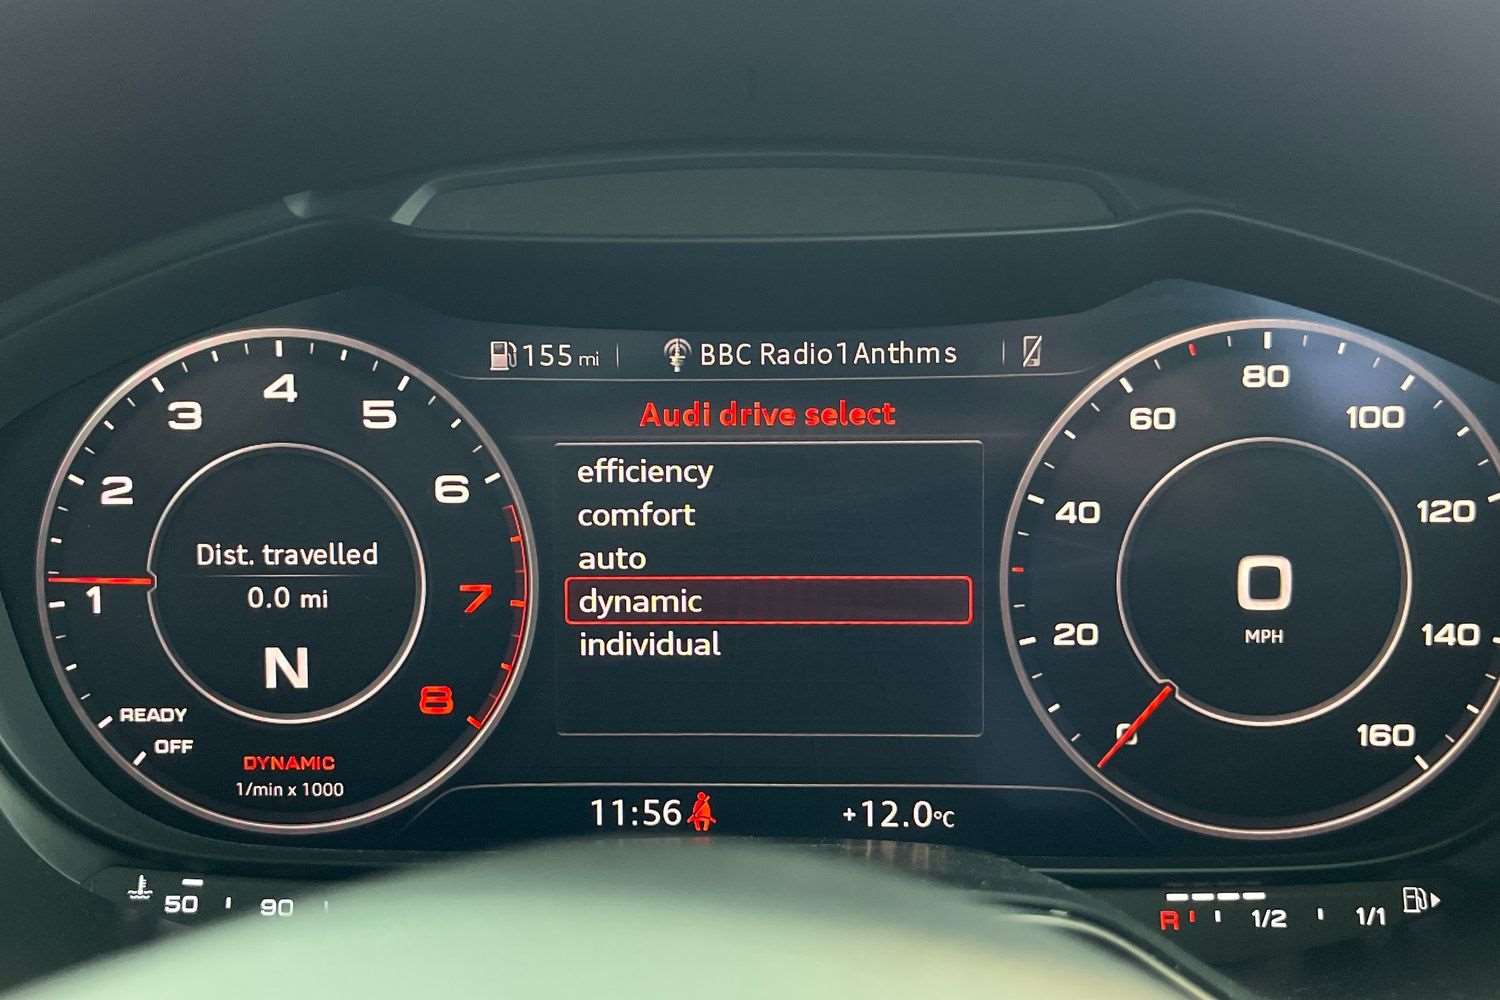 155 mi
BBC Radio1Anthms
Audi drive select
efficiency
comfort
auto
dynamic
individual
11:56
+12.0°C
1
2
3
4
5
6
7
8
Dist. travelled
0.0 mi
N
READY
OFF
DYNAMIC
1/min x 1000
0
20
40
60
80
100
120
140
160
0
MPH
50
90
R
1/2
1/1